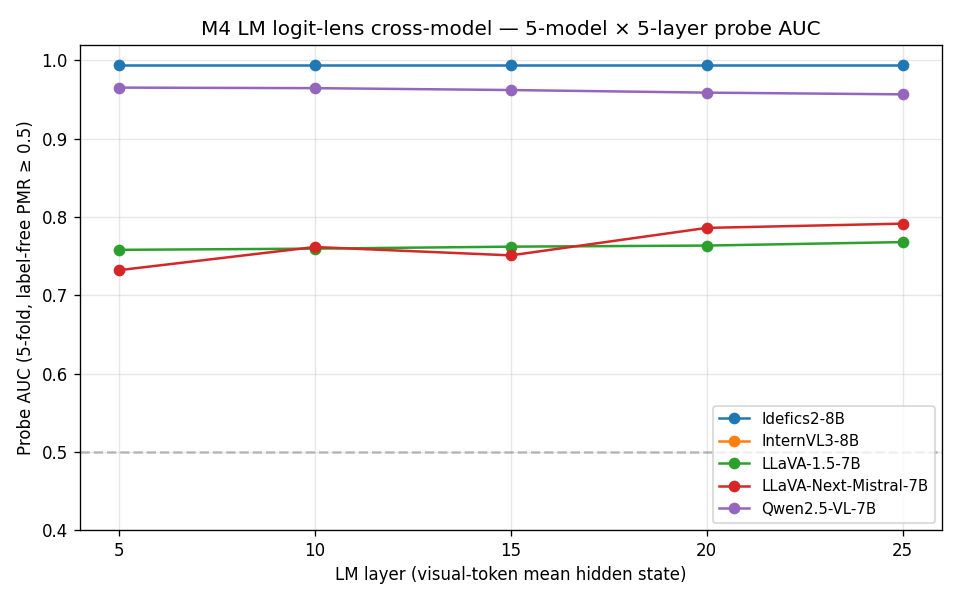 M4 LM logit-lens cross-model — 5-model × 5-layer probe AUC
Probe AUC (5-fold, label-free PMR ≥ 0.5)
1.0
0.9
0.8
0.7
0.6
0.5
0.4
Idefics2-8B
InternVL3-8B
LLaVA-1.5-7B
LLaVA-Next-Mistral-7B
Qwen2.5-VL-7B
5 10 15 20 25
LM layer (visual-token mean hidden state)